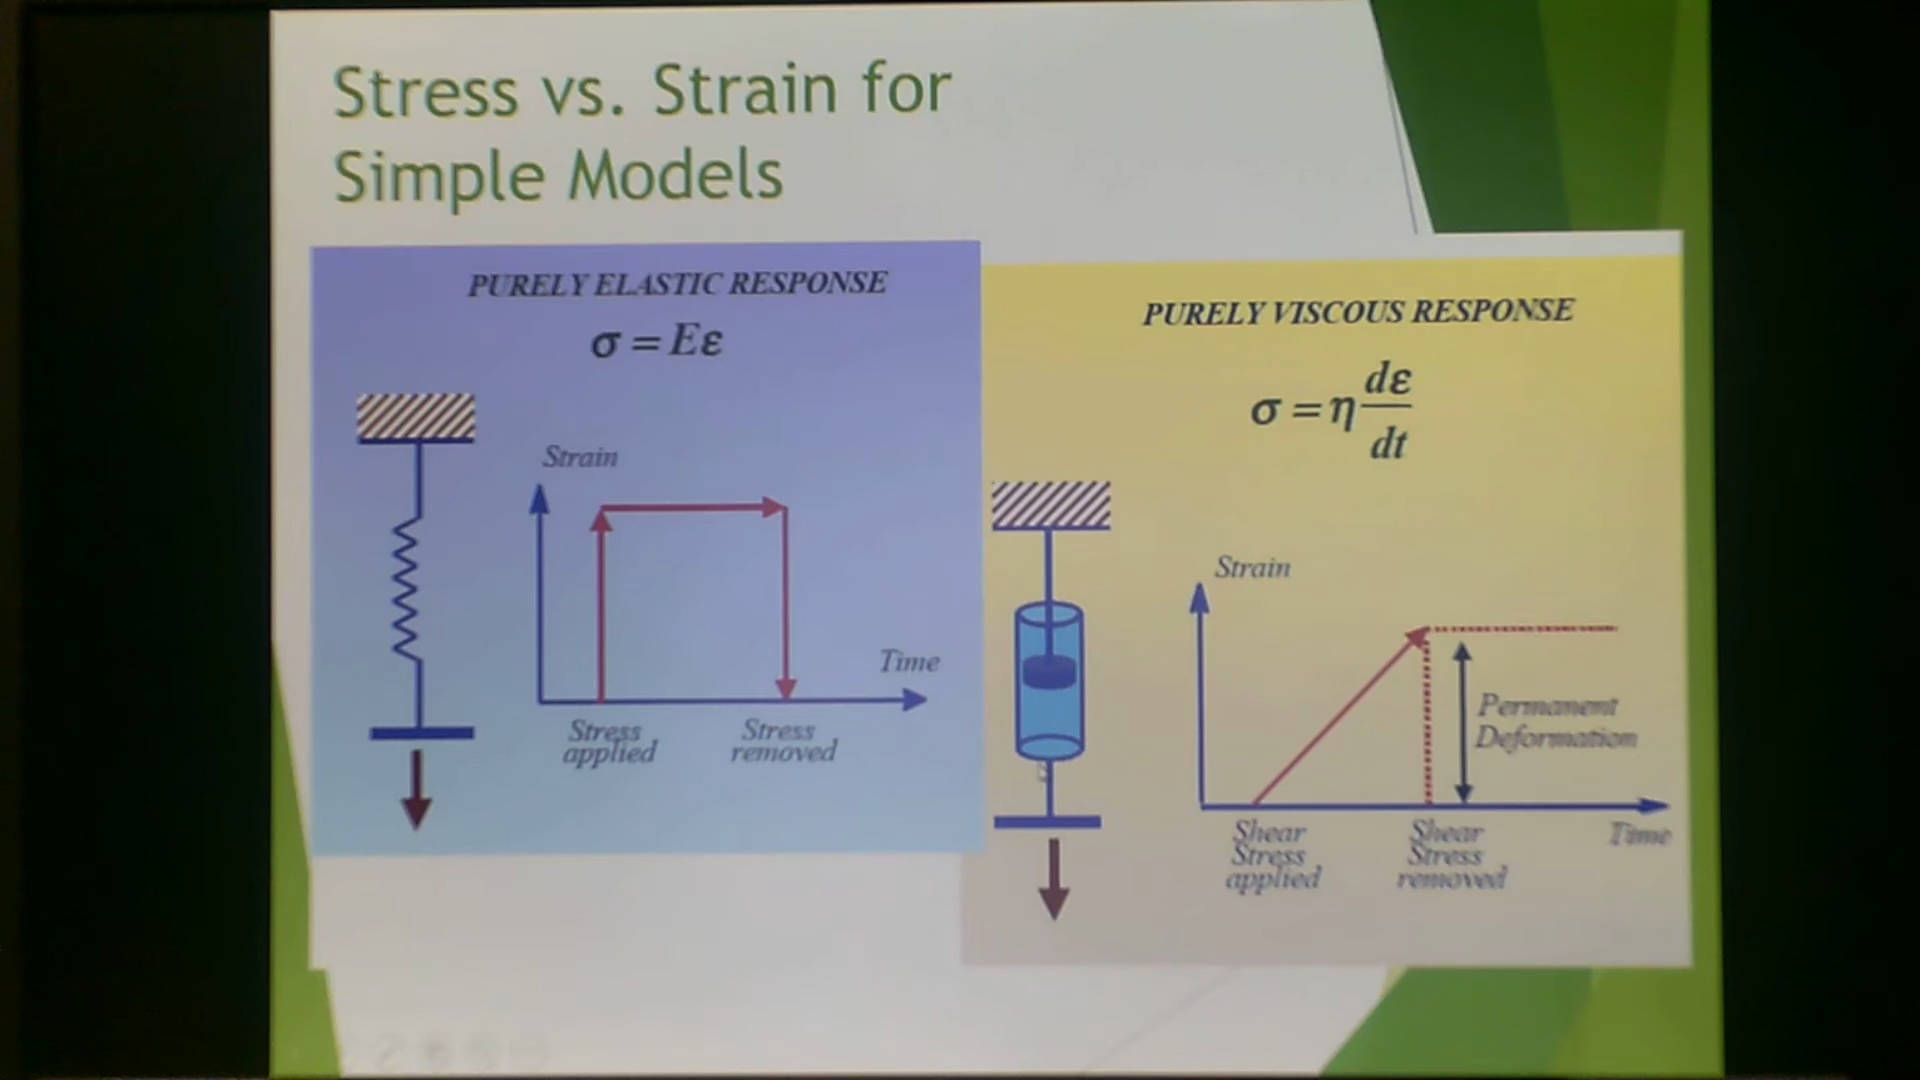 Stress vs. Strain for
Simple Models
PURELY ELASTIC RESPONSE
σ = Eε
Strain
Time
Stress
applied
Stress
removed
PURELY VISCOUS RESPONSE
σ = η dε/dt
Strain
Permanent
Deformation
Time
Shear
Stress
applied
Shear
Stress
removed